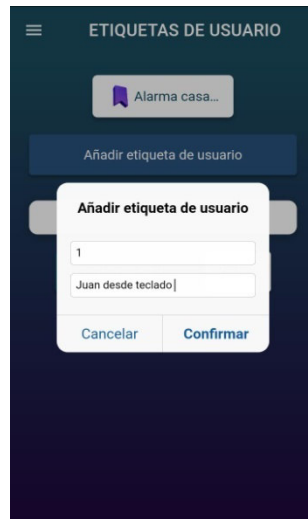 ETIQUETAS DE USUARIO
Alarma casa...
Añadir etiqueta de usuario
Añadir etiqueta de usuario
1
Juan desde teclado
Cancelar
Confirmar